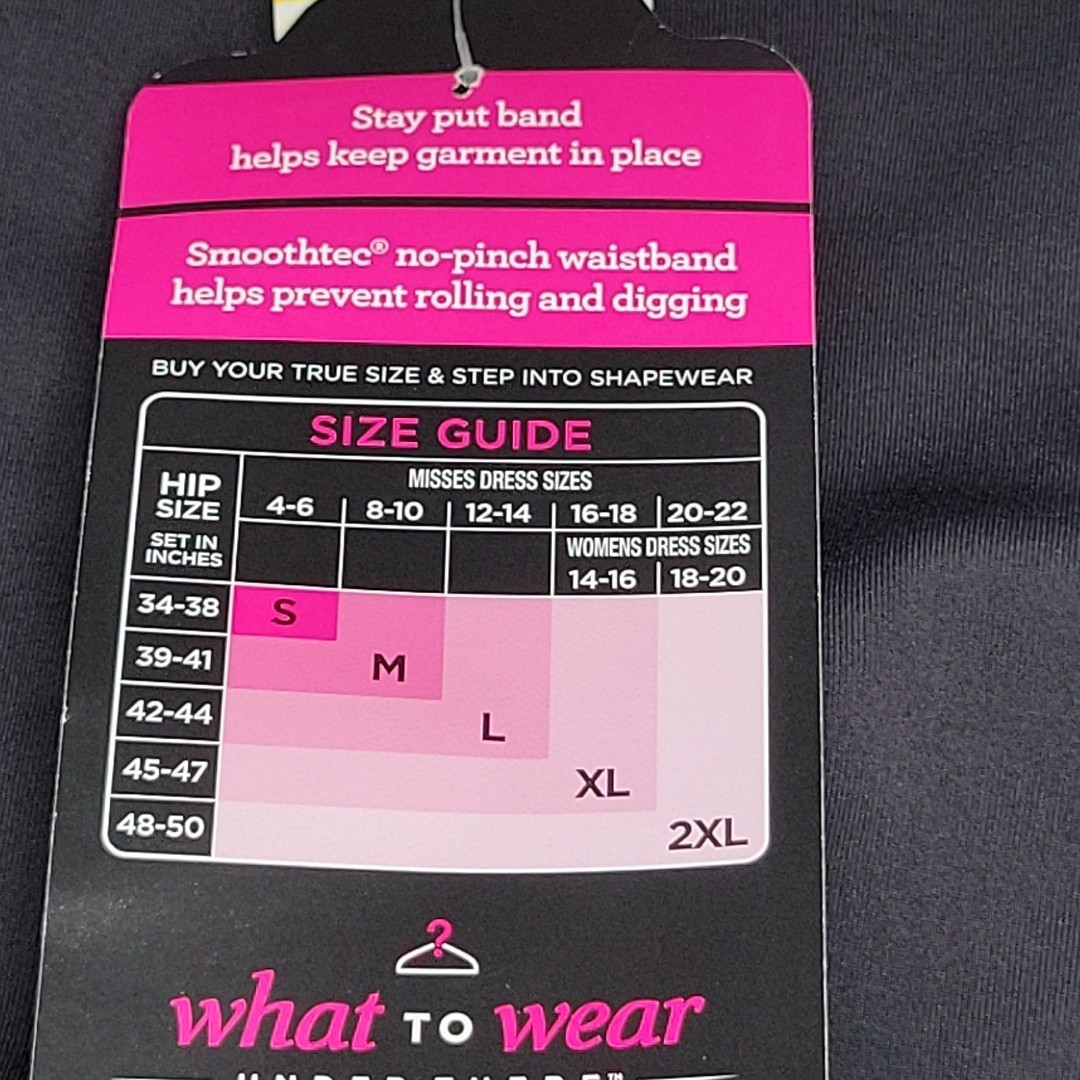 Stay put band
helps keep garment in place
Smoothtec® no-pinch waistband
helps prevent rolling and digging
BUY YOUR TRUE SIZE & STEP INTO SHAPEWEAR
SIZE GUIDE
HIP
SIZE
SET IN
INCHES
MISSES DRESS SIZES
4-6 8-10 12-14 16-18 20-22
WOMENS DRESS SIZES
14-16 18-20
34-38 S
39-41 M
42-44 L
45-47 XL
48-50 2XL
?
what TO wear